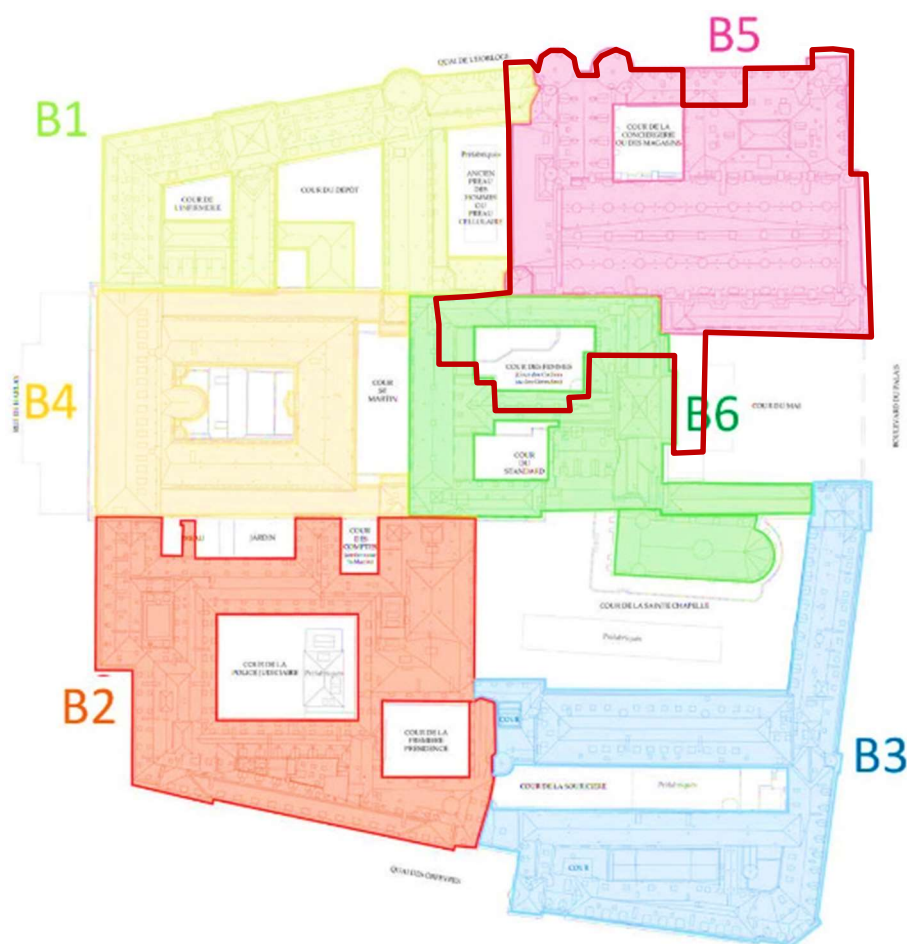 B5
QUAI DE L'HORLOGE
B1
COUR DE LA
CONCIERGERIE
OU DES MAGASINS
Préfabriqués
ANCIEN
PREAU
DES
HOMMES
OU
PREAU
CELLULAIRE
COUR DU DEPOT
COUR DE
L'INFIRMERIE
COUR DES FEMMES
COUR
ST
MARTIN
B4
B6
COUR DU MAI
BOULEVARD DU PALAIS
COUR
DU
STANDARD
JARDIN
COUR
DES
COMPTES
COUR DE LA SAINTE CHAPELLE
Préfabriqués
COUR DE LA
POLICE JUDICIAIRE
Préfabriqués
B2
COUR
COUR DE LA
PREMIERE
PRESIDENCE
B3
COUR DE LA SOURICIERE
Préfabriqués
COUR
QUAI DES ORFEVRES